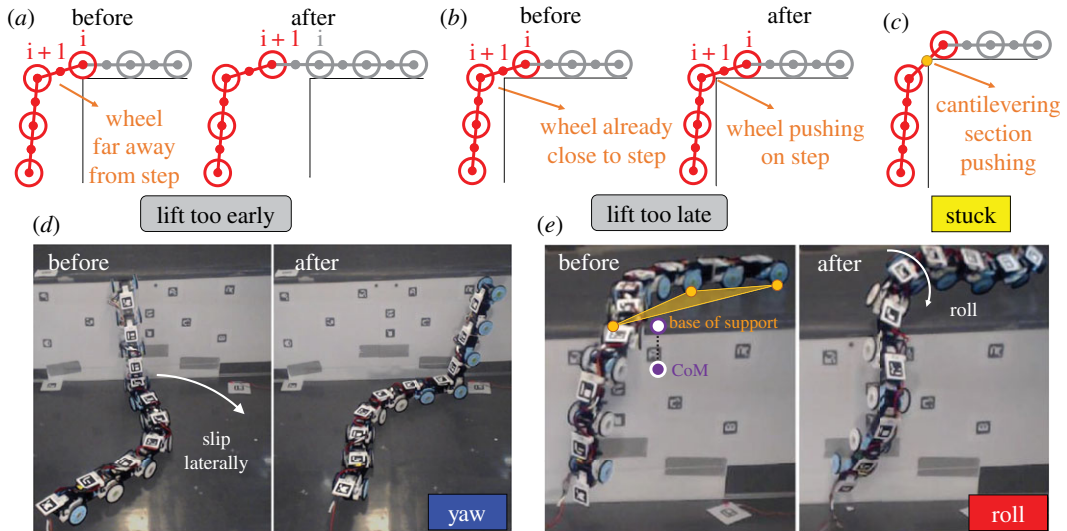 (a)
before
after
i + 1
i
i + 1
i
wheel
far away
from step
lift too early
(b)
before
after
i + 1
i
i + 1
i
wheel already
close to step
wheel pushing
on step
lift too late
(c)
cantilevering
section
pushing
stuck
(d)
before
after
slip
laterally
yaw
(e)
before
after
base of support
CoM
roll
roll